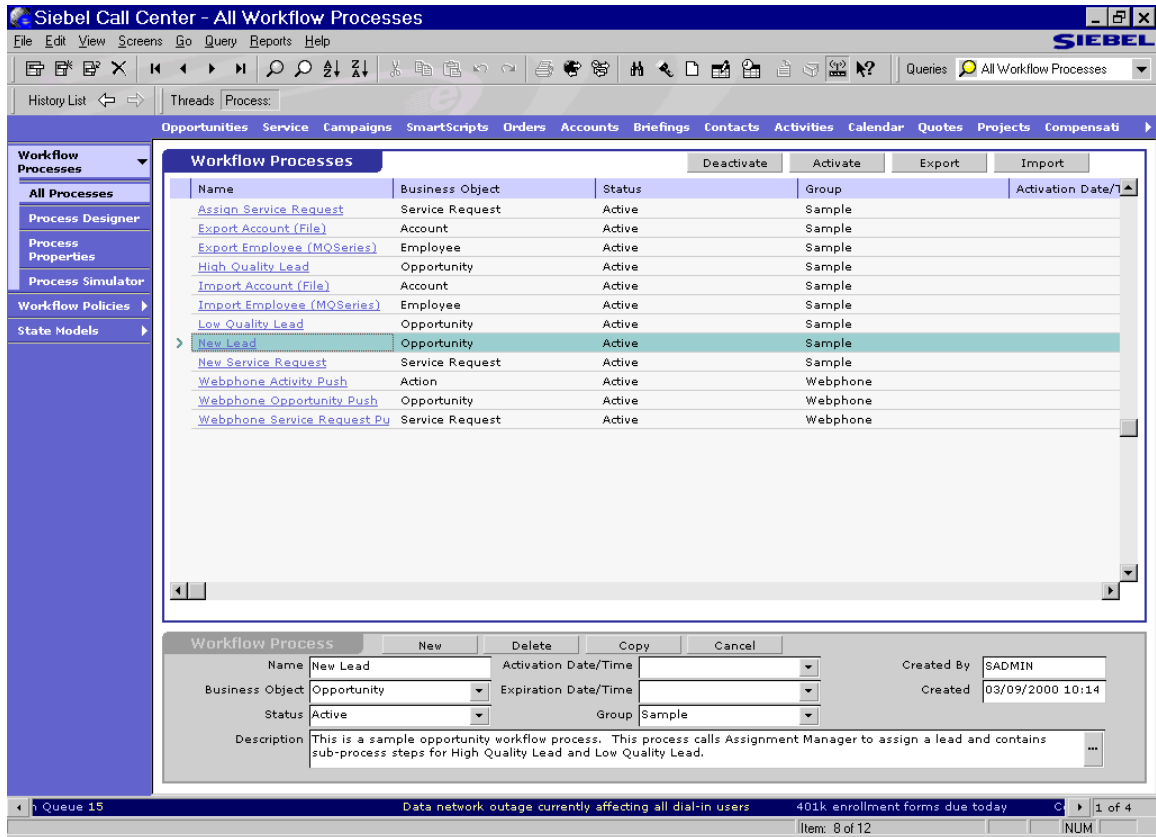 Siebel Call Center - All Workflow Processes
File Edit View Screens Go Query Reports Help
SIEBEL
Queries All Workflow Processes
History List Threads Process:
Opportunities Service Campaigns SmartScripts Orders Accounts Briefings Contacts Activities Calendar Quotes Projects Compensati
Workflow Processes
All Processes
Process Designer
Process Properties
Process Simulator
Workflow Policies
State Models
Workflow Processes Deactivate Activate Export Import
Name Business Object Status Group Activation Date/T
Assign Service Request Service Request Active Sample
Export Account (File) Account Active Sample
Export Employee (MQSeries) Employee Active Sample
High Quality Lead Opportunity Active Sample
Import Account (File) Account Active Sample
Import Employee (MQSeries) Employee Active Sample
Low Quality Lead Opportunity Active Sample
New Lead Opportunity Active Sample
New Service Request Service Request Active Sample
Webphone Activity Push Action Active Webphone
Webphone Opportunity Push Opportunity Active Webphone
Webphone Service Request Pu Service Request Active Webphone
Workflow Process New Delete Copy Cancel
Name New Lead Activation Date/Time Created By SADMIN
Business Object Opportunity Expiration Date/Time Created 03/09/2000 10:14
Status Active Group Sample
Description This is a sample opportunity workflow process. This process calls Assignment Manager to assign a lead and contains
sub-process steps for High Quality Lead and Low Quality Lead.
Queue 15 Data network outage currently affecting all dial-in users 401k enrollment forms due today 1 of 4
Item: 8 of 12 NUM